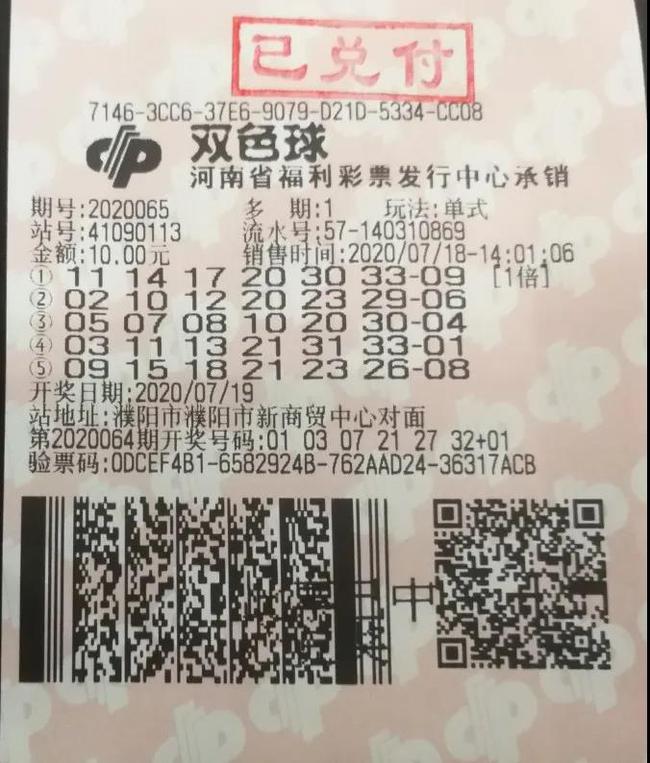 已兑付
7146-3CC6-37E6-9079-D21D-5334-CC08
双色球
河南省福利彩票发行中心承销
期号:2020065 多 期:1 玩法:单式
站号:41090113 流水号:57-140310869
金额:10.00元 销售时间:2020/07/18-14:01:06
① 11 14 17 20 30 33-09 [1倍]
② 02 10 12 20 23 29-06
③ 05 07 08 10 20 30-04
④ 03 11 13 21 31 33-01
⑤ 09 15 18 21 23 26-08
开奖日期:2020/07/19
站地址:濮阳市濮阳市新商贸中心对面
第2020064期开奖号码:01 03 07 21 27 32+01
验票码:0DCEF4B1-6582924B-762AAD24-36317ACB
中